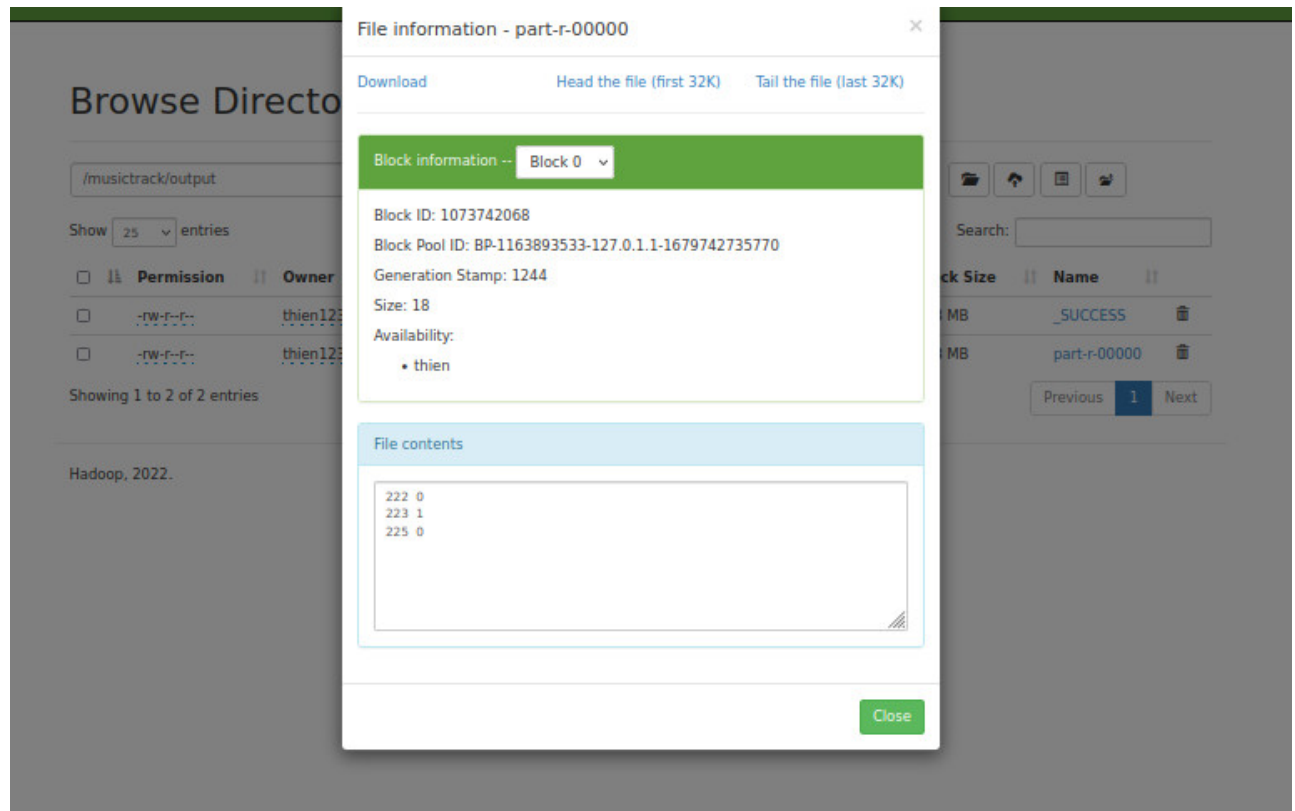 File information - part-r-00000 ×
Download Head the file (first 32K) Tail the file (last 32K)
Browse Directo
Block information -- Block 0
/musictrack/output
Block ID: 1073742068
Show 25 entries Search:
Block Pool ID: BP-1163893533-127.0.1.1-1679742735770
Permission Owner ck Size Name
Generation Stamp: 1244
Size: 18
-rw-r--r-- thien123 MB _SUCCESS
Availability:
• thien
-rw-r--r-- thien123 MB part-r-00000
Showing 1 to 2 of 2 entries Previous 1 Next
File contents
Hadoop, 2022.
222 0
223 1
225 0
Close